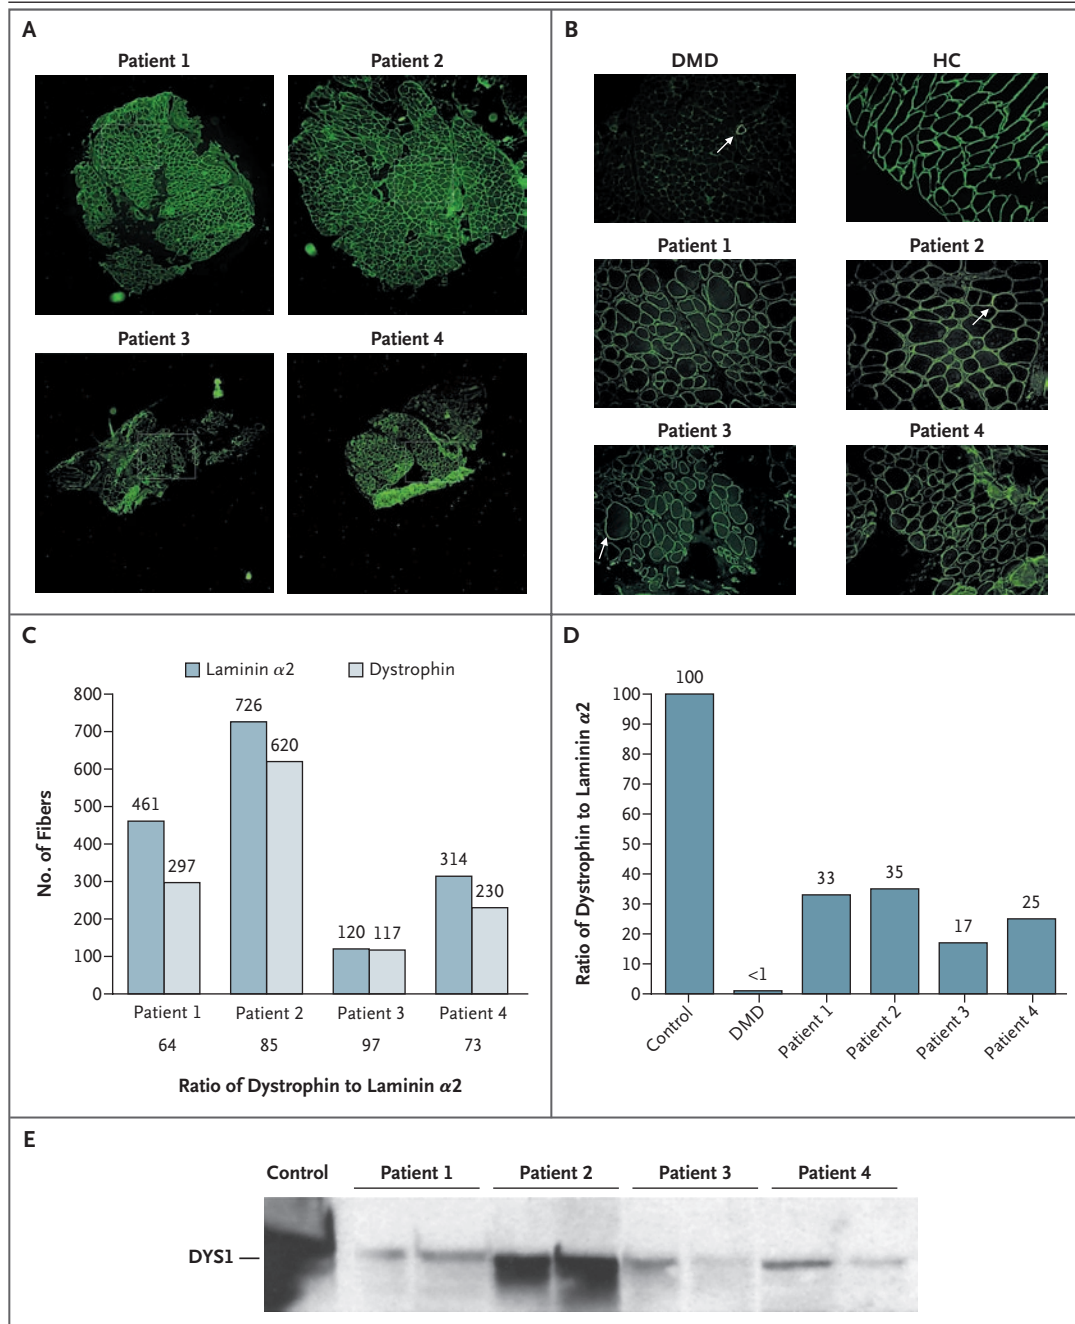 A
Patient 1
Patient 2
Patient 3
Patient 4
B
DMD
HC
Patient 1
Patient 2
Patient 3
Patient 4
C
Laminin α2
Dystrophin
No. of Fibers
800
700
600
500
400
300
200
100
0
461
297
726
620
120
117
314
230
Patient 1
Patient 2
Patient 3
Patient 4
64
85
97
73
Ratio of Dystrophin to Laminin α2
D
Ratio of Dystrophin to Laminin α2
100
90
80
70
60
50
40
30
20
10
0
100
<1
33
35
17
25
Control
DMD
Patient 1
Patient 2
Patient 3
Patient 4
E
Control
Patient 1
Patient 2
Patient 3
Patient 4
DYS1